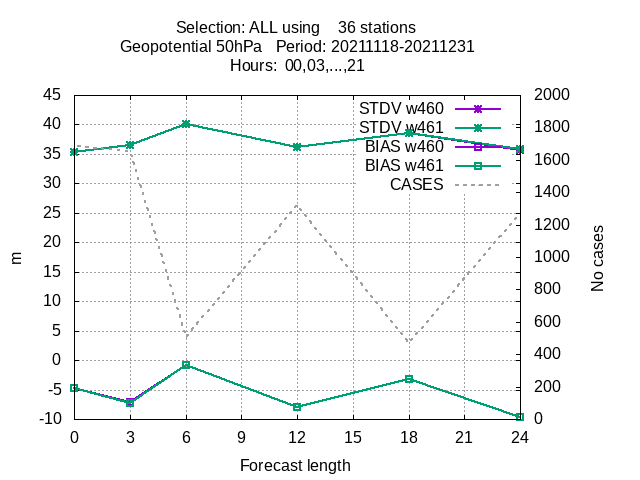 Selection: ALL using    36 stations
Geopotential 50hPa   Period: 20211118-20211231
Hours:  00,03,...,21
STDV w460
STDV w461
BIAS w460
BIAS w461
CASES
45
40
35
30
25
20
15
10
5
0
-5
-10
2000
1800
1600
1400
1200
1000
800
600
400
200
0
m
No cases
0 3 6 9 12 15 18 21 24
Forecast length